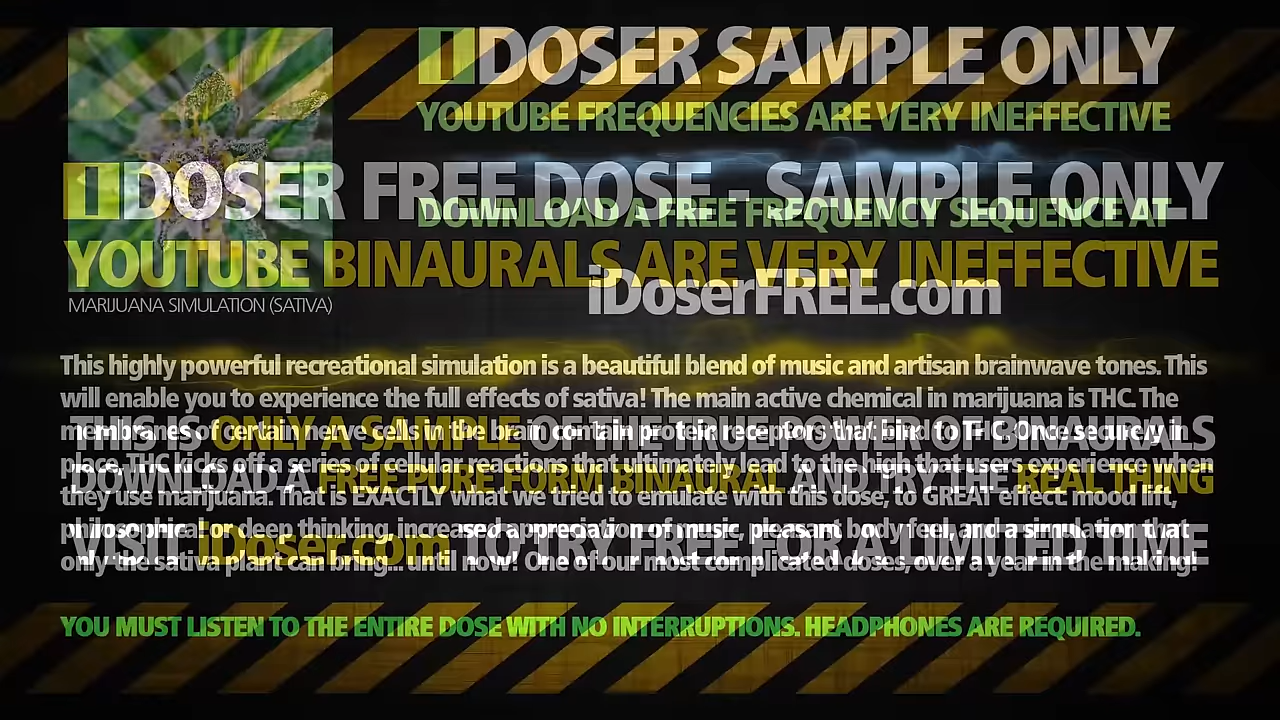 iDOSER SAMPLE ONLY
YOUTUBE FREQUENCIES ARE VERY INEFFECTIVE
iDOSER FREE DOSE - SAMPLE ONLY
DOWNLOAD A FREE FREQUENCY SEQUENCE AT
YOUTUBE BINAURALS ARE VERY INEFFECTIVE
iDoserFREE.com
MARIJUANA SIMULATION (SATIVA)
This highly powerful recreational simulation is a beautiful blend of music and artisan brainwave tones. This
will enable you to experience the full effects of sativa! The main active chemical in marijuana is THC. The
membranes of certain nerve cells in the brain contain protein receptors that bind to THC. Once securely in
THIS IS ONLY A SAMPLE OF THE TRUE POWER OF BINAURALS
place, THC kicks off a series of cellular reactions that ultimately lead to the high that users experience when
DOWNLOAD A FREE PURE FORM BINAURAL AND TRY THE REAL THING
they use marijuana. That is EXACTLY what we tried to emulate with this dose, to GREAT effect mood lift,
philosophical or deep thinking, increased appreciation of music, pleasant body feel, and a simulation that
VISIT iDoser.com TO TRY FREE FOR A LIMITED TIME
only the sativa plant can bring... until now! One of our most complicated doses, over a year in the making!
YOU MUST LISTEN TO THE ENTIRE DOSE WITH NO INTERRUPTIONS. HEADPHONES ARE REQUIRED.